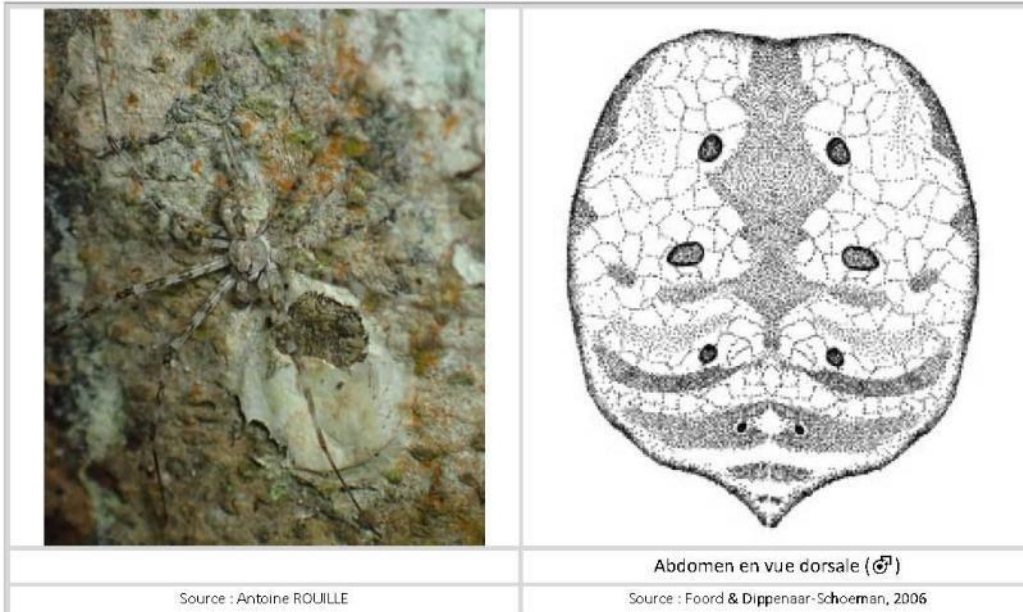 Abdomen en vue dorsale (♂)
Source : Antoine ROUILLE
Source : Foord & Dippenaar-Schoeman, 2006